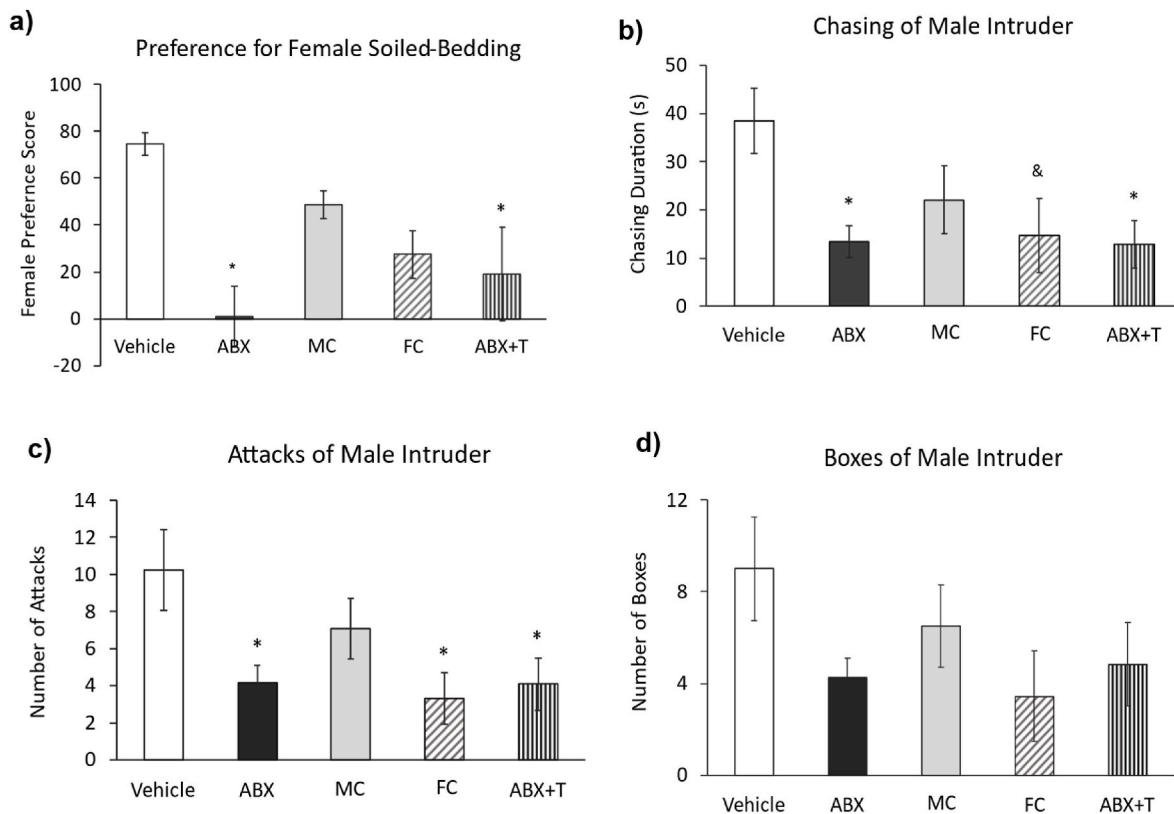 a)
Preference for Female Soiled-Bedding
Female Prefernce Score
100
80
60
40
20
0
-20
*
*
Vehicle ABX MC FC ABX+T
b)
Chasing of Male Intruder
Chasing Duration (s)
50
40
30
20
10
0
*
&
*
Vehicle ABX MC FC ABX+T
c)
Attacks of Male Intruder
Number of Attacks
14
12
10
8
6
4
2
0
*
*
*
Vehicle ABX MC FC ABX+T
d)
Boxes of Male Intruder
Number of Boxes
12
8
4
0
Vehicle ABX MC FC ABX+T